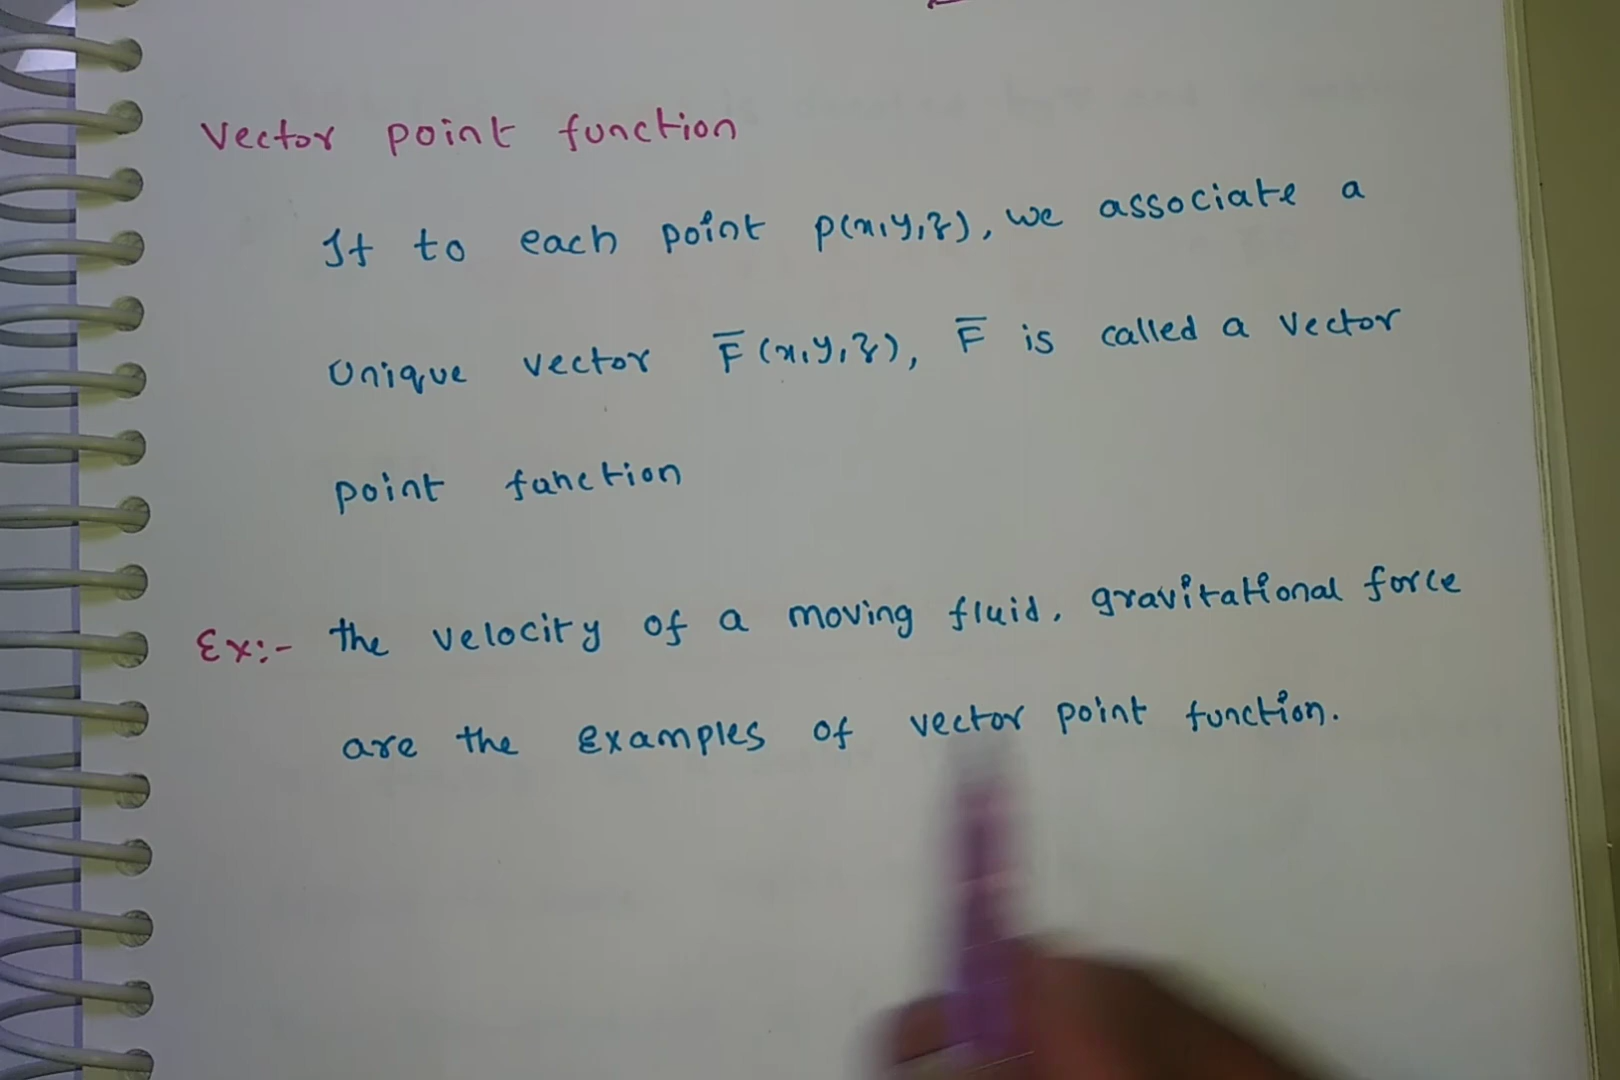 Vector point function
If to each point p(x,y,z), we associate a
Unique vector F̅(x,y,z), F̅ is called a vector
point function
Ex:- the velocity of a moving fluid, gravitational force
are the Examples of vector point function.